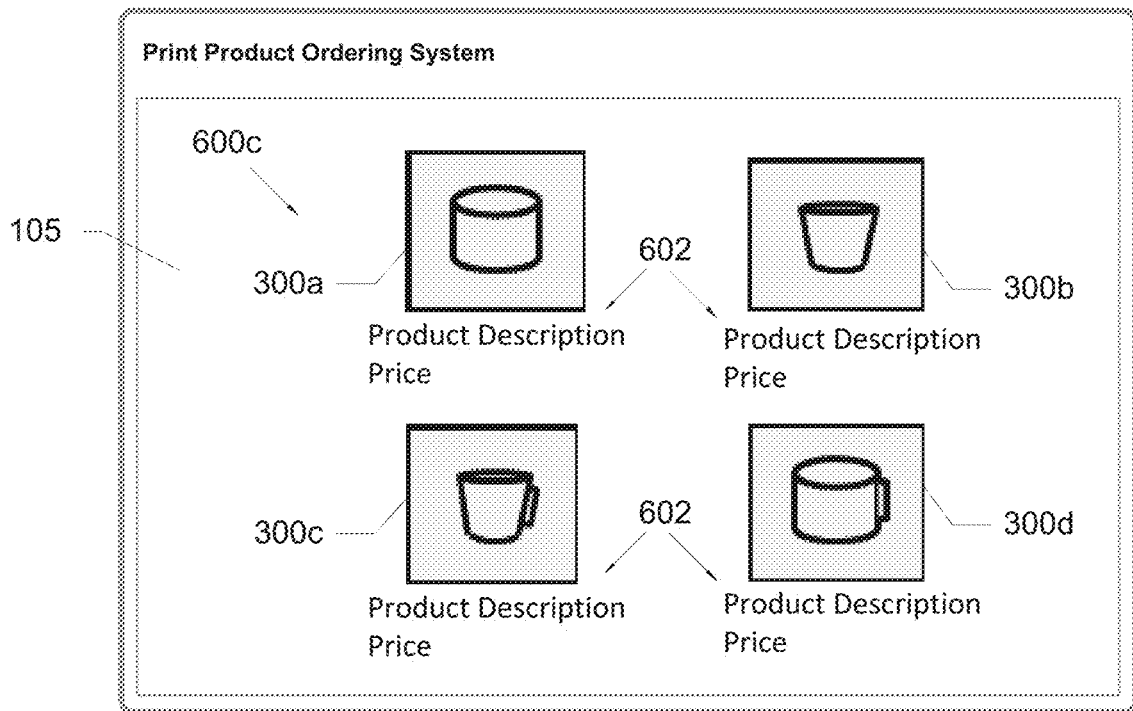 Print Product Ordering System
600c
105
300a
602
300b
Product Description
Price
Product Description
Price
300c
602
300d
Product Description
Price
Product Description
Price